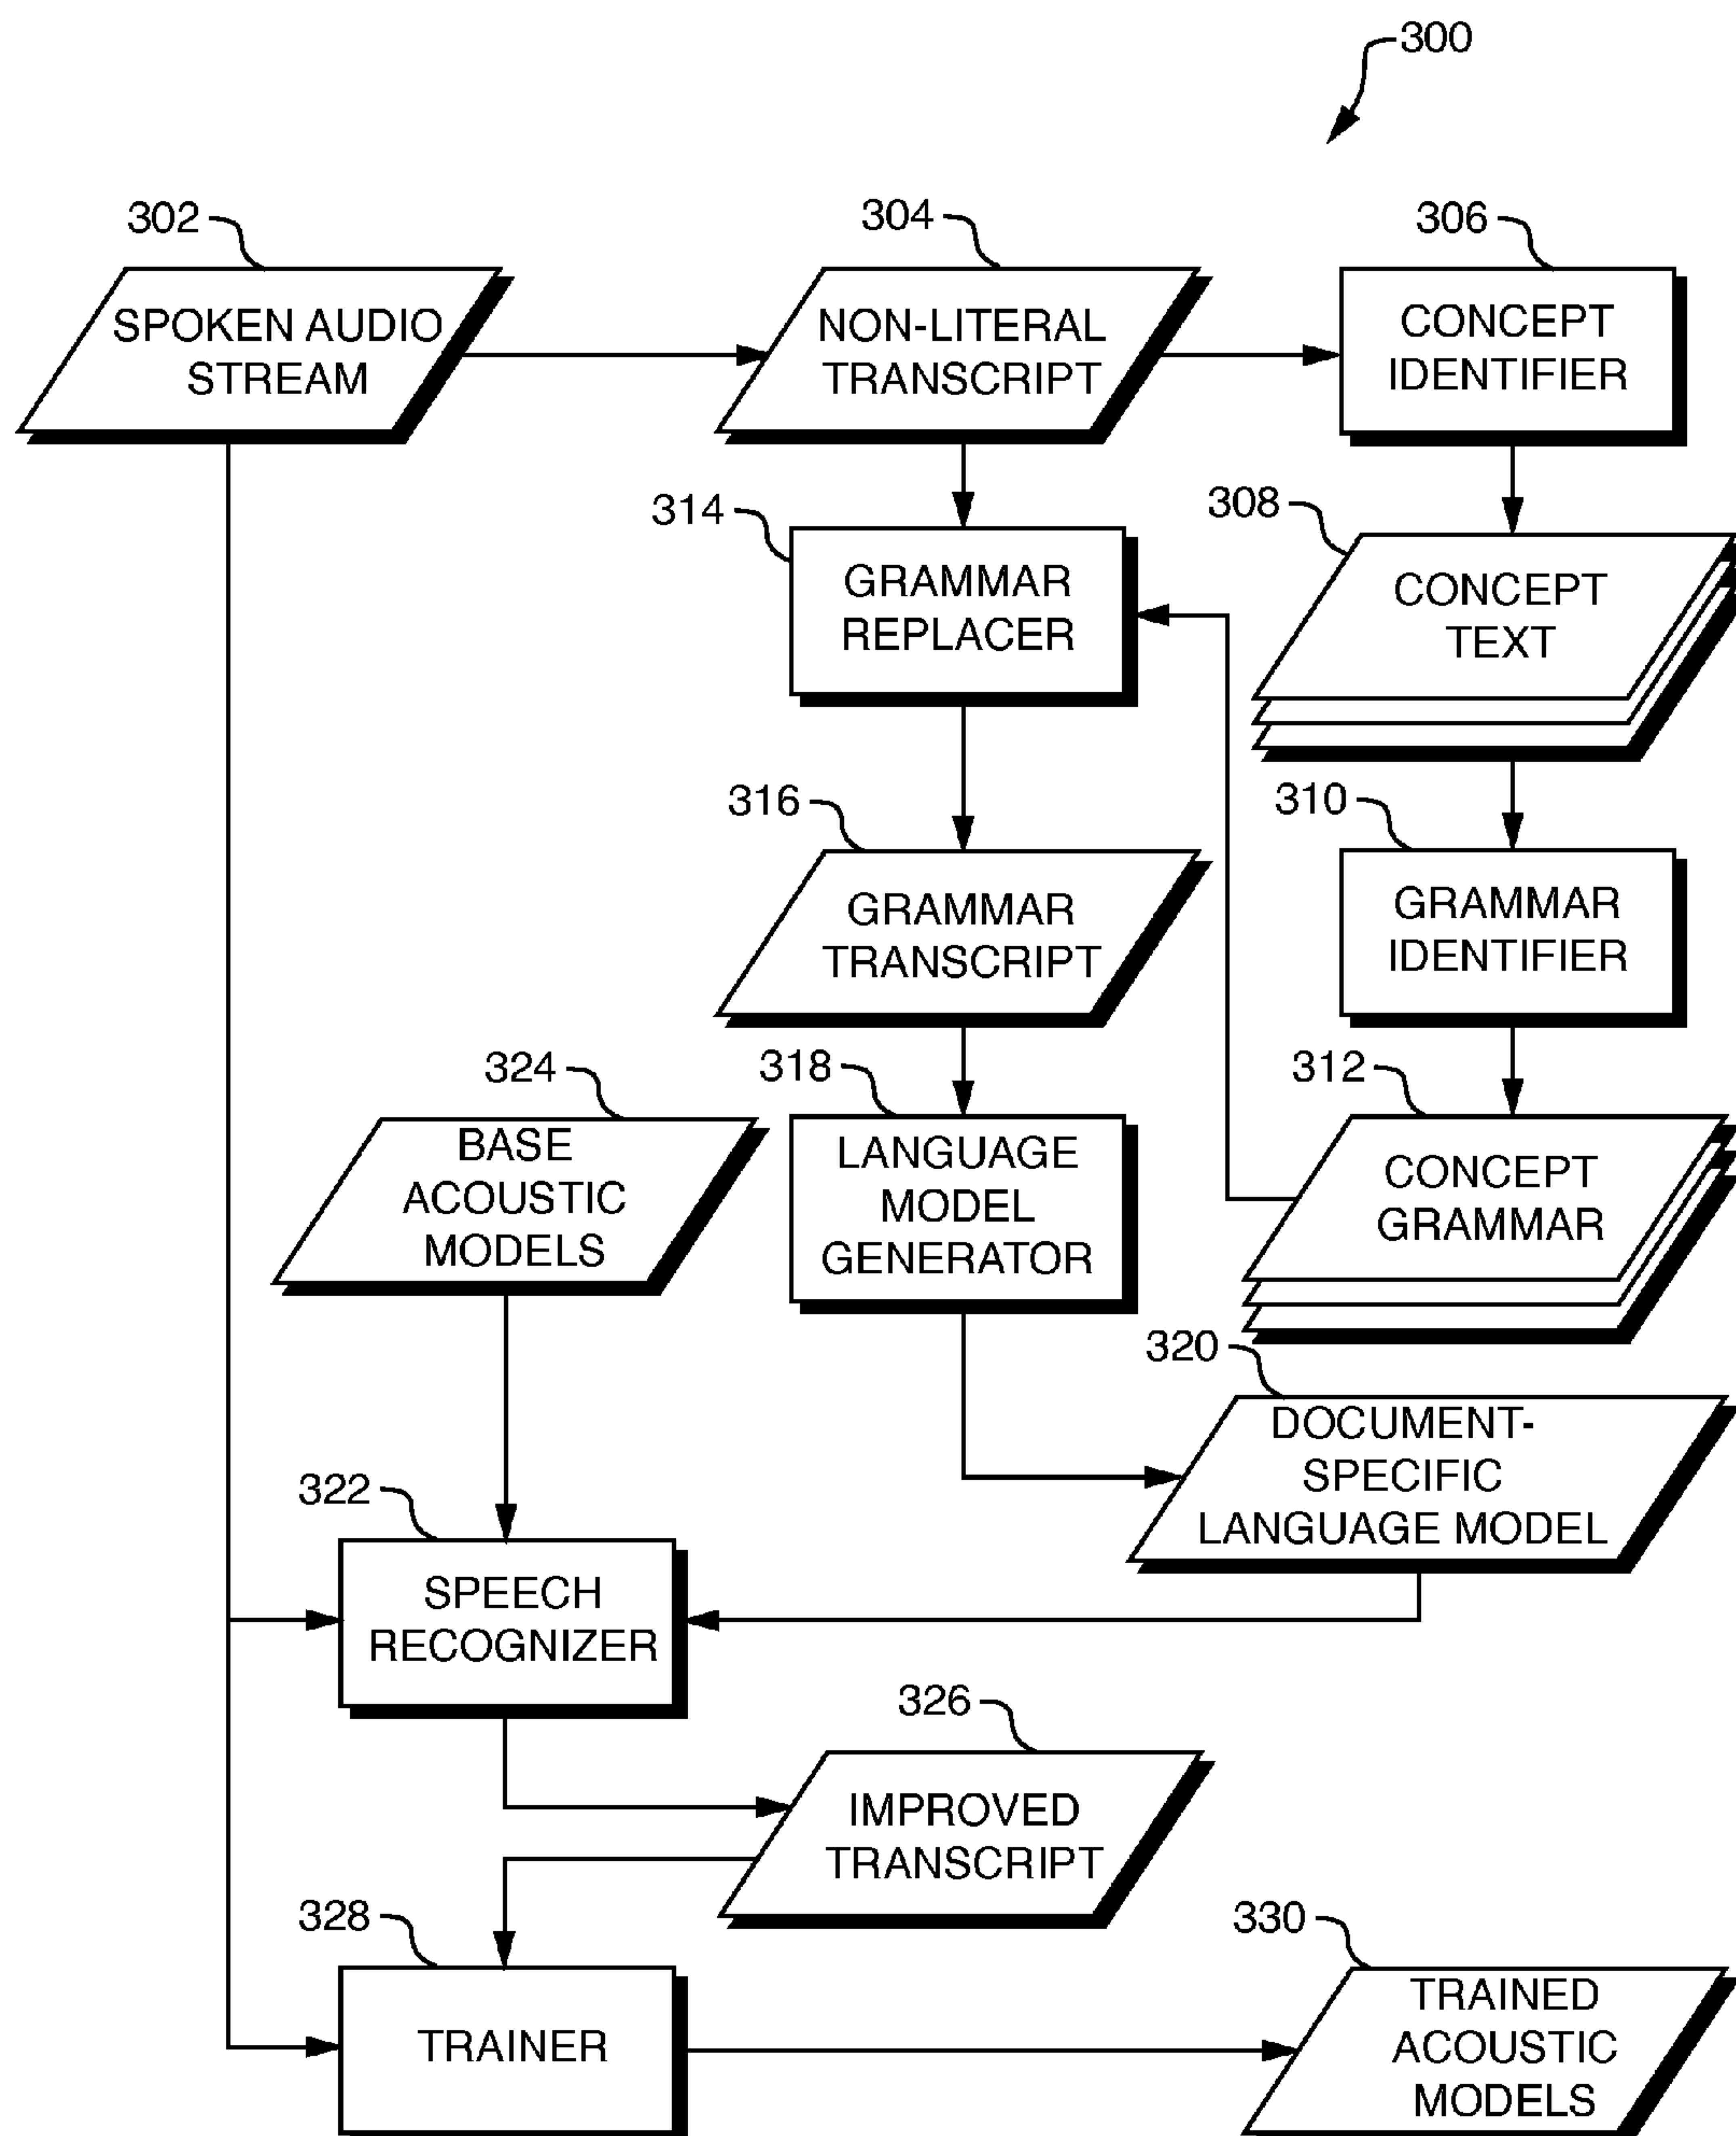 300
302
304
306
SPOKEN AUDIO
STREAM
NON-LITERAL
TRANSCRIPT
CONCEPT
IDENTIFIER
314
308
GRAMMAR
REPLACER
CONCEPT
TEXT
316
310
GRAMMAR
TRANSCRIPT
GRAMMAR
IDENTIFIER
324
318
312
BASE
ACOUSTIC
MODELS
LANGUAGE
MODEL
GENERATOR
CONCEPT
GRAMMAR
320
DOCUMENT-
SPECIFIC
LANGUAGE MODEL
322
SPEECH
RECOGNIZER
326
IMPROVED
TRANSCRIPT
328
330
TRAINER
TRAINED
ACOUSTIC
MODELS